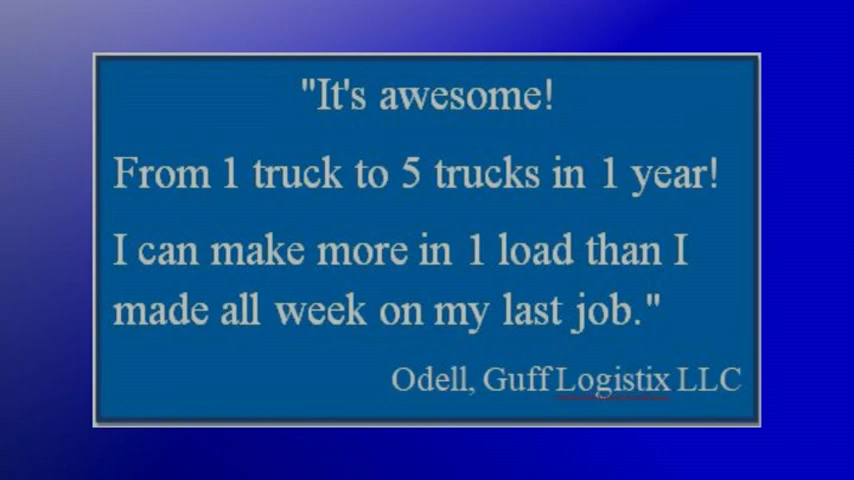 "It's awesome!
From 1 truck to 5 trucks in 1 year!
I can make more in 1 load than I
made all week on my last job."
Odell, Guff Logistix LLC